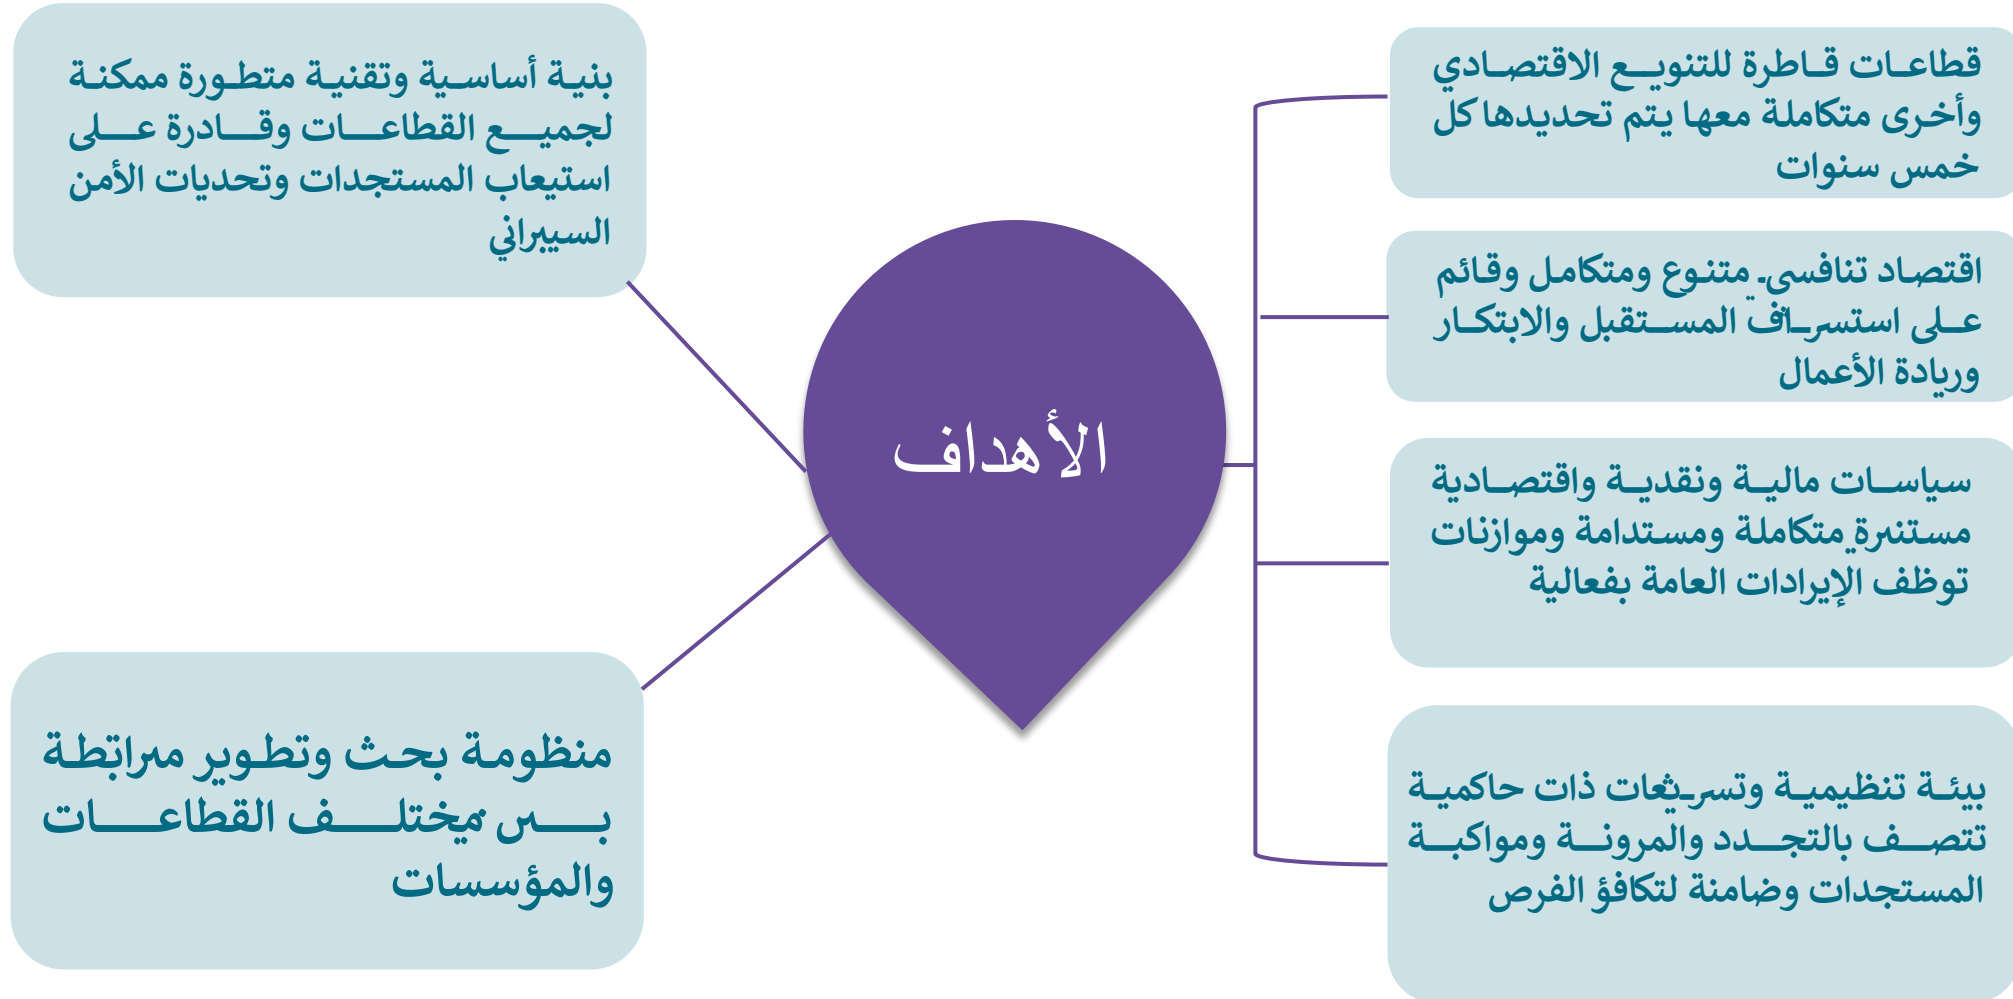 قطاعات قاطرة للتنويع الاقتصادي
وأخرى متكاملة معها يتم تحديدها كل
خمس سنوات
اقتصاد تنافسي متنوع ومتكامل وقائم
على استشراف المستقبل والابتكار
وريادة الأعمال
سياسات مالية ونقدية واقتصادية
مستنيرة متكاملة ومستدامة وموازنات
توظف الإيرادات العامة بفعالية
بيئة تنظيمية وتشريعات ذات حاكمية
تتصف بالتجدد والمرونة ومواكبة
المستجدات وضامنة لتكافؤ الفرص
الأهداف
بنية أساسية وتقنية متطورة ممكنة
لجميع القطاعات وقادرة على
استيعاب المستجدات وتحديات الأمن
السيبراني
منظومة بحث وتطوير مترابطة
بين مختلف القطاعات
والمؤسسات